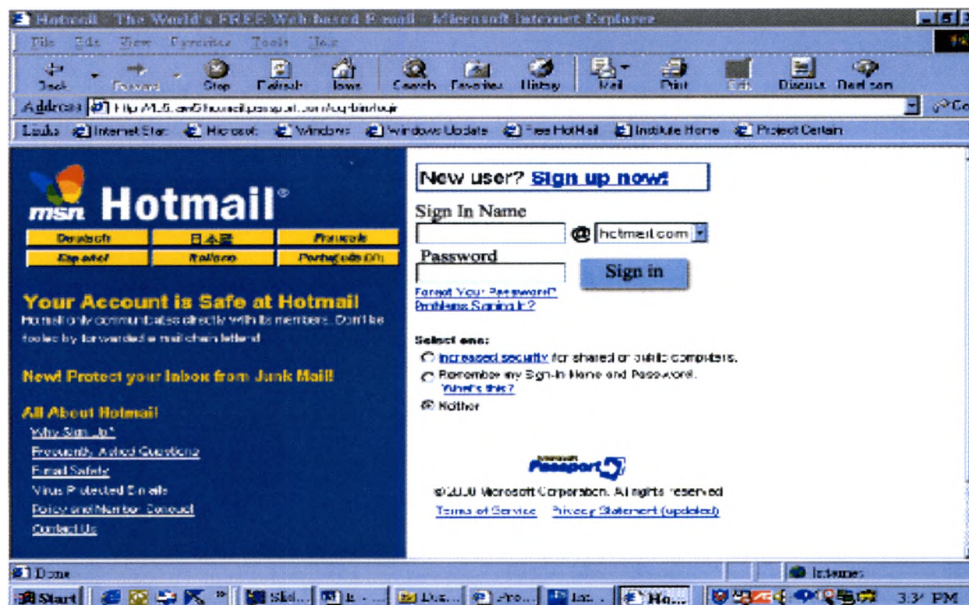 Hotmail - The World's FREE Web-based E-mail - Microsoft Internet Explorer
File Edit View Favorites Tools Help
Back Forward Stop Refresh Home Search Favorites History Mail Print Edit Discuss
Address
Links Internet Start Microsoft Windows Windows Update Free HotMail Institute Home Project Certain
New user? Sign up now!
msn Hotmail®
Sign In Name
@ hotmail.com
Deutsch 日本語 Français
Español Italiano Português
Password
Sign in
Forgot Your Password?
Problems Signing In?
Your Account is Safe at Hotmail
Hotmail only communicates directly with its members. Don't be
fooled by forwarded e-mail chain letters!
Select one:
Increased security for shared or public computers.
Remember my Sign-In Name and Password.
What's this?
Neither
New! Protect your Inbox from Junk Mail!
All About Hotmail
Why Sign Up?
Frequently Asked Questions
E-mail Safety
Virus Protected Emails
Policy and Member Conduct
Contact Us
Microsoft
Passport
©2000 Microsoft Corporation. All rights reserved
Terms of Service Privacy Statement (updated)
Done Internet
Start Ho... 3:34 PM